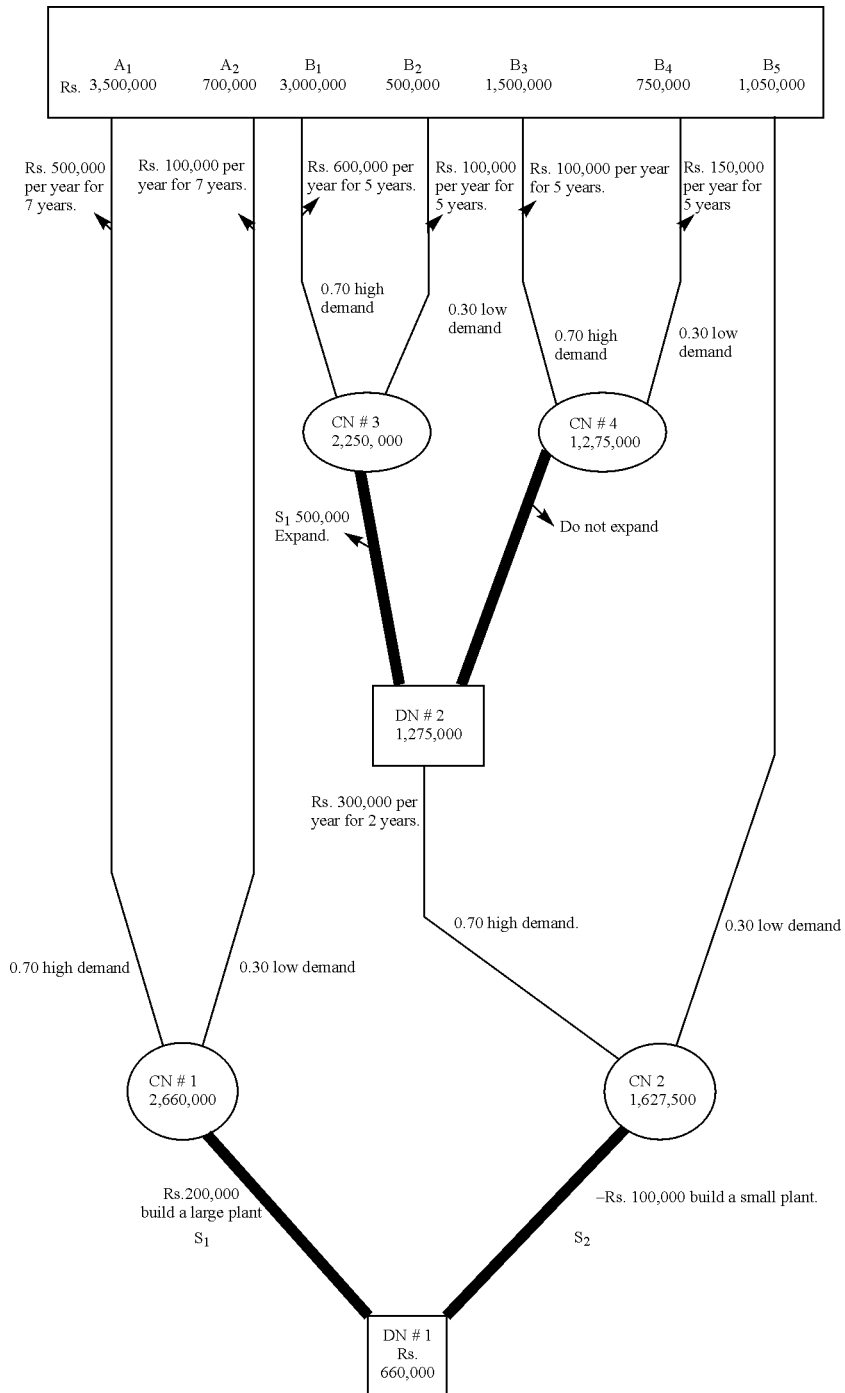 A1 A2 B1 B2 B3 B4 B5
Rs. 3,500,000 700,000 3,000,000 500,000 1,500,000 750,000 1,050,000
Rs. 500,000
per year for
7 years.
Rs. 100,000 per
year for 7 years.
Rs. 600,000 per
year for 5 years.
Rs. 100,000
per year for
5 years.
Rs. 100,000 per year
for 5 years.
Rs. 150,000
per year for
5 years
0.70 high
demand
0.30 low
demand
0.70 high
demand
0.30 low
demand
CN # 3
2,250, 000
CN # 4
1,2,75,000
S1 500,000
Expand.
Do not expand
DN # 2
1,275,000
Rs. 300,000 per
year for 2 years.
0.70 high demand.
0.30 low demand
0.70 high demand
0.30 low demand
CN # 1
2,660,000
CN 2
1,627,500
Rs.200,000
build a large plant
S1
–Rs. 100,000 build a small plant.
S2
DN # 1
Rs.
660,000